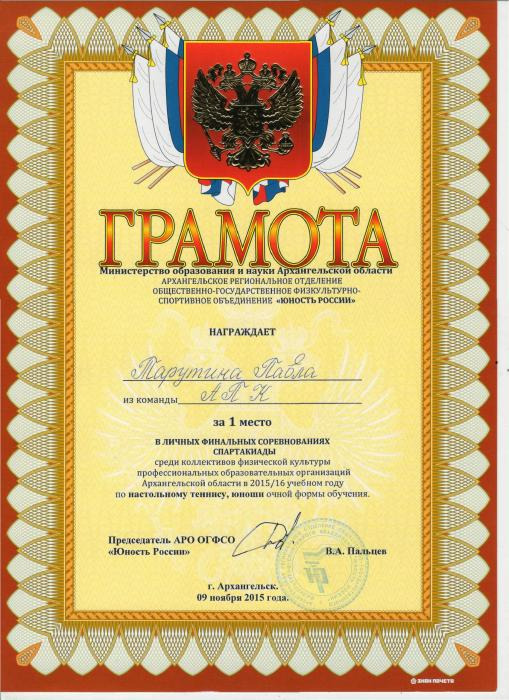 ГРАМОТА
Министерство образования и науки Архангельской области
АРХАНГЕЛЬСКОЕ РЕГИОНАЛЬНОЕ ОТДЕЛЕНИЕ
ОБЩЕСТВЕННО-ГОСУДАРСТВЕННОЕ ФИЗКУЛЬТУРНО-
СПОРТИВНОЕ ОБЪЕДИНЕНИЕ «ЮНОСТЬ РОССИИ»
НАГРАЖДАЕТ
Тарутина Павла
из команды АПК
за 1 место
В ЛИЧНЫХ ФИНАЛЬНЫХ СОРЕВНОВАНИЯХ
СПАРТАКИАДЫ
среди коллективов физической культуры
профессиональных образовательных организаций
Архангельской области в 2015/16 учебном году
по настольному теннису, юноши очной формы обучения.
Председатель АРО ОГФСО
«Юность России» В.А. Пальцев
г. Архангельск.
09 ноября 2015 года.
ЗНАК ПОЧЕТА